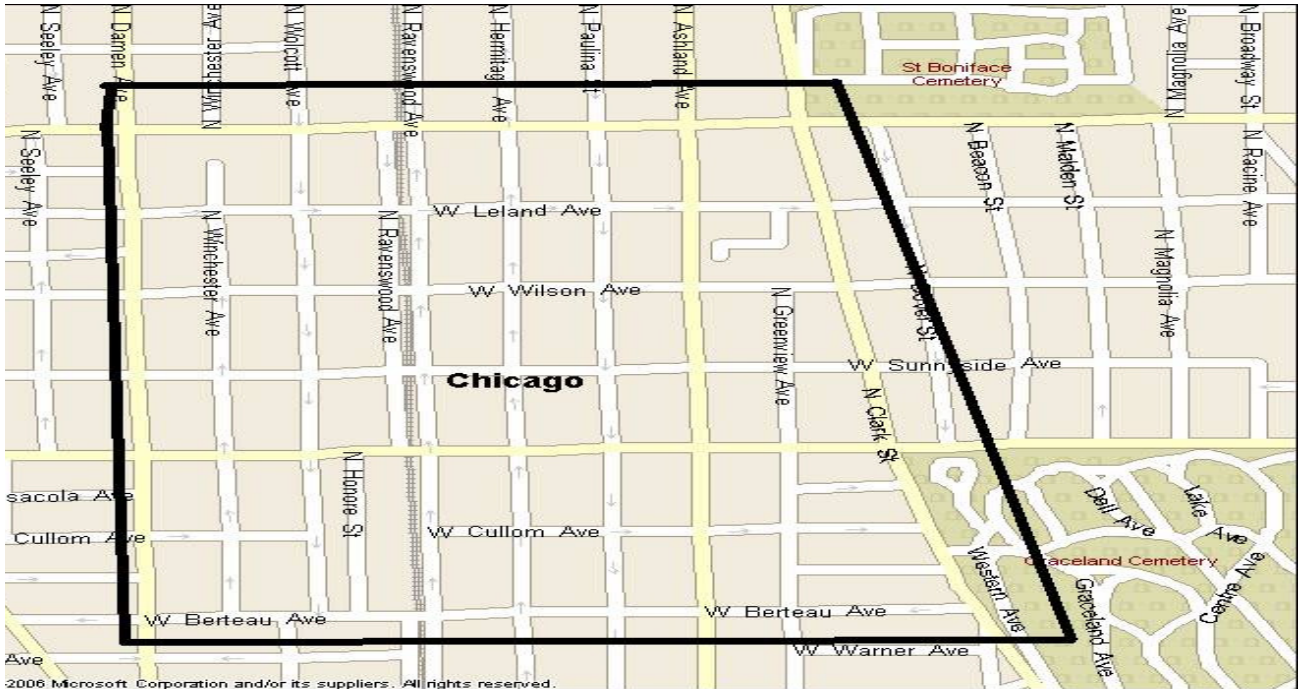 N Seeley Ave
N Damen Ave
N Winchester Ave
N Wolcott Ave
N Ravenswood Ave
N Hermitage Ave
N Paulina St
N Ashland Ave
St Boniface
Cemetery
N Magnolia Ave
N Broadway St
N Seeley Ave
N Beacon St
N Malden St
N Racine Ave
W Leland Ave
N Winchester Ave
N Ravenswood Ave
N Magnolia Ave
W Wilson Ave
N Greenview Ave
N Dover St
W Sunnyside Ave
Chicago
N Clark St
N Honore St
sacola Ave
Cullom Ave
W Cullom Ave
Dell Ave
Lake Ave
Graceland Cemetery
Western Ave
Graceland Ave
Centre Ave
W Berteau Ave
W Berteau Ave
W Warner Ave
Ave
2006 Microsoft Corporation and/or its suppliers. All rights reserved.